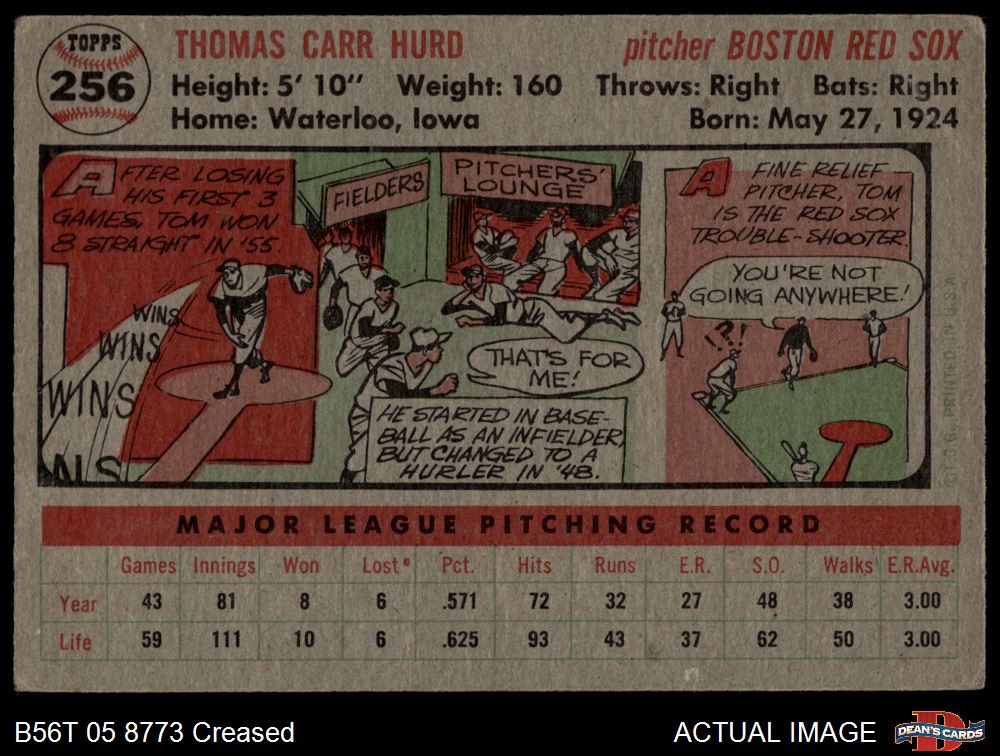 TOPPS
256
THOMAS CARR HURD
pitcher BOSTON RED SOX
Height: 5' 10" Weight: 160 Throws: Right Bats: Right
Home: Waterloo, Iowa Born: May 27, 1924
AFTER LOSING
HIS FIRST 3
GAMES, TOM WON
8 STRAIGHT IN '55.
WINS
WINS
WINS
WINS
FIELDERS
PITCHERS'
LOUNGE
THAT'S FOR
ME!
HE STARTED IN BASE-
BALL AS AN INFIELDER,
BUT CHANGED TO A
HURLER IN '48.
A FINE RELIEF
PITCHER, TOM
IS THE RED SOX
TROUBLE-SHOOTER.
YOU'RE NOT
GOING ANYWHERE!
?!
© T.C.G. PRINTED IN U.S.A.
MAJOR LEAGUE PITCHING RECORD
Games Innings Won Lost Pct. Hits Runs E.R. S.O. Walks E.R.Avg.
Year 43 81 8 6 .571 72 32 27 48 38 3.00
Life 59 111 10 6 .625 93 43 37 62 50 3.00
B56T 05 8773 Creased
ACTUAL IMAGE
D
DEAN'S CARDS